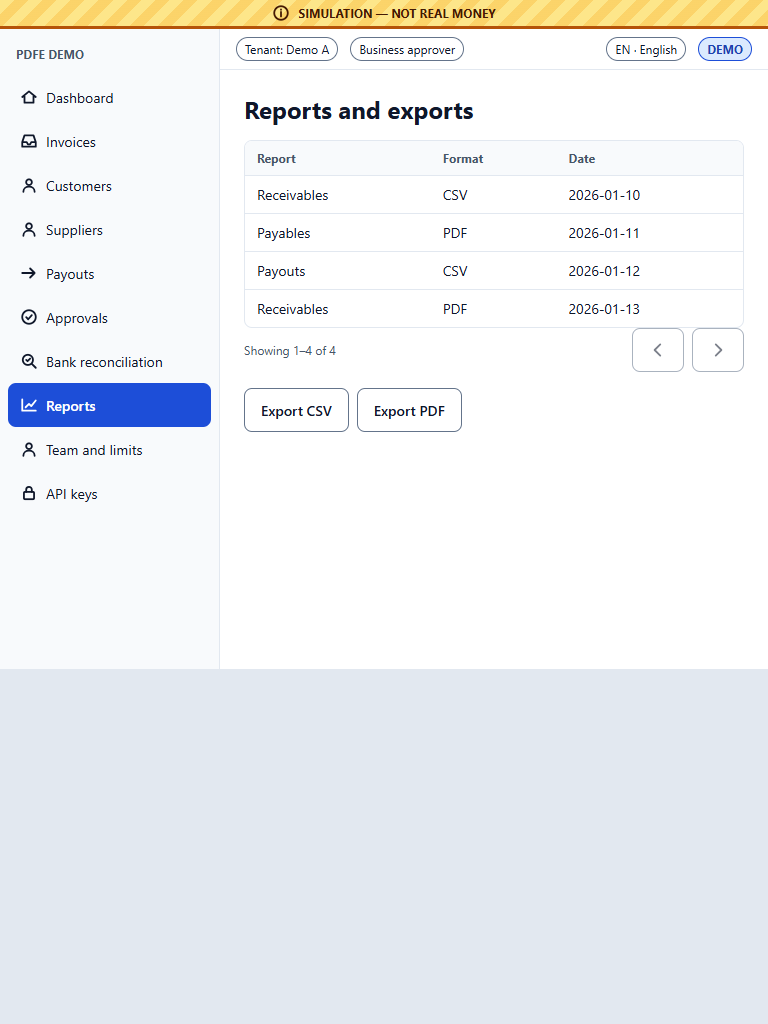 SIMULATION — NOT REAL MONEY
PDFE DEMO
Tenant: Demo A
Business approver
EN · English
DEMO
Dashboard
Invoices
Customers
Suppliers
Payouts
Approvals
Bank reconciliation
Reports
Team and limits
API keys
Reports and exports
Report Format Date
Receivables CSV 2026-01-10
Payables PDF 2026-01-11
Payouts CSV 2026-01-12
Receivables PDF 2026-01-13
Showing 1–4 of 4
Export CSV
Export PDF